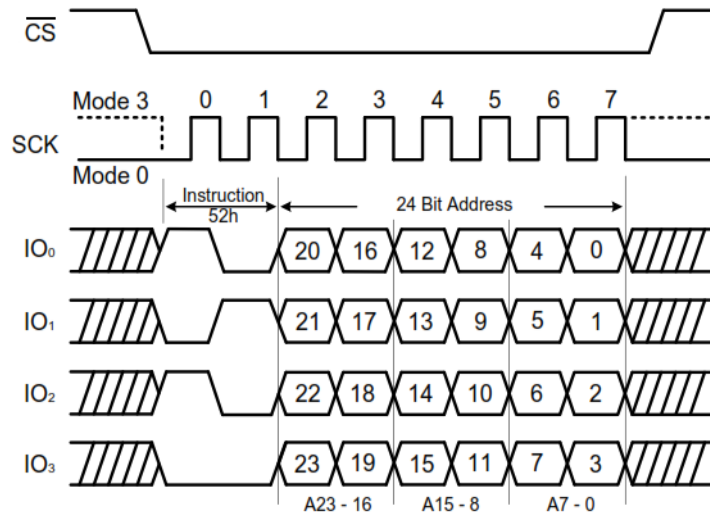 CS
Mode 3 0 1 2 3 4 5 6 7
SCK
Mode 0
Instruction
52h
24 Bit Address
IO₀ 20 16 12 8 4 0
IO₁ 21 17 13 9 5 1
IO₂ 22 18 14 10 6 2
IO₃ 23 19 15 11 7 3
A23 - 16 A15 - 8 A7 - 0